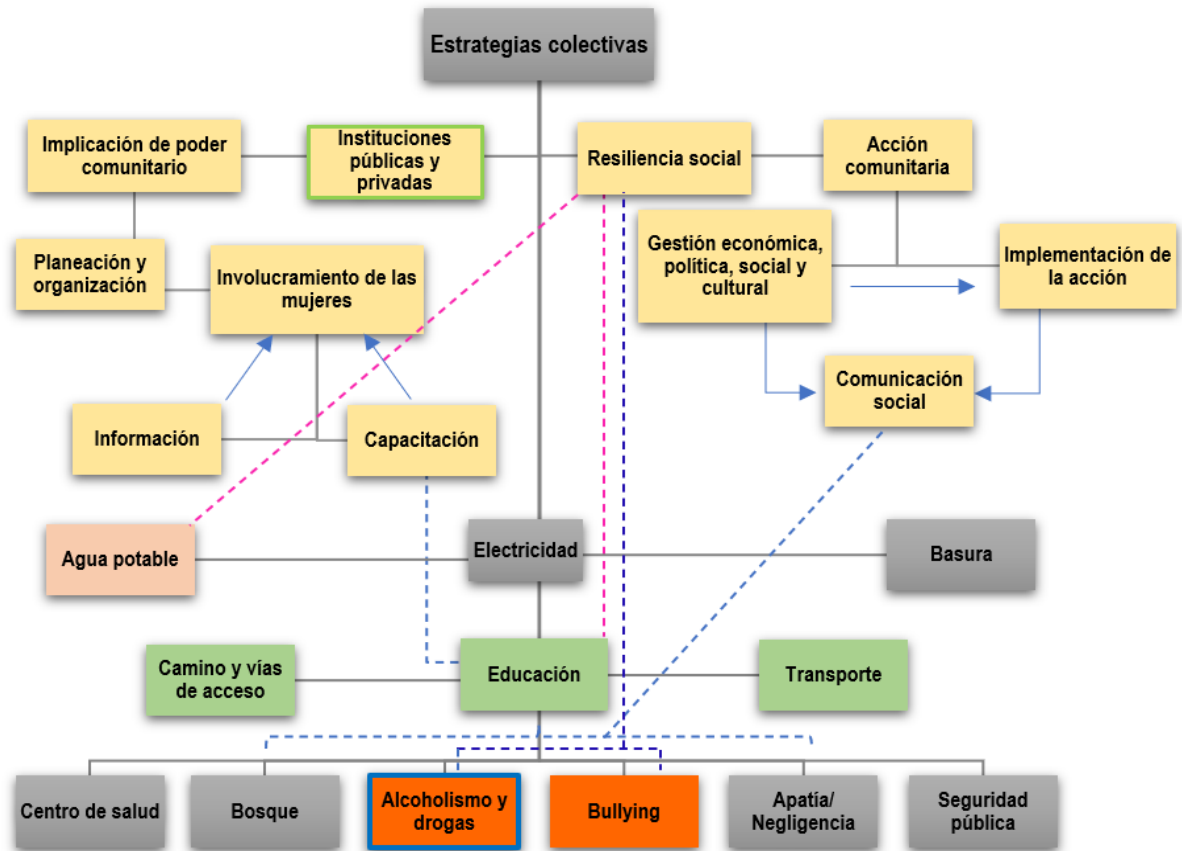 Estrategias colectivas
Implicación de poder
comunitario
Instituciones
públicas y
privadas
Resiliencia social
Acción
comunitaria
Planeación y
organización
Involucramiento de las
mujeres
Gestión económica,
política, social y
cultural
Implementación de
la acción
Información
Capacitación
Comunicación
social
Agua potable
Electricidad
Basura
Camino y vías
de acceso
Educación
Transporte
Centro de salud
Bosque
Alcoholismo y
drogas
Bullying
Apatía/
Negligencia
Seguridad
pública